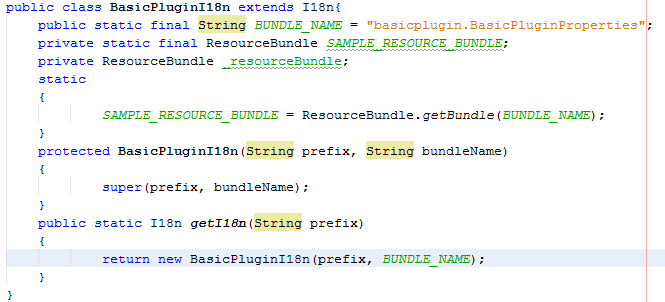 public class BasicPluginI18n extends I18n{
    public static final String BUNDLE_NAME = "basicplugin.BasicPluginProperties";
    private static final ResourceBundle SAMPLE_RESOURCE_BUNDLE;
    private ResourceBundle _resourceBundle;
    static
    {
            SAMPLE_RESOURCE_BUNDLE = ResourceBundle.getBundle(BUNDLE_NAME);
    }
    protected BasicPluginI18n(String prefix, String bundleName)
    {
            super(prefix, bundleName);
    }
    public static I18n getI18n(String prefix)
    {
            return new BasicPluginI18n(prefix, BUNDLE_NAME);
    }
}